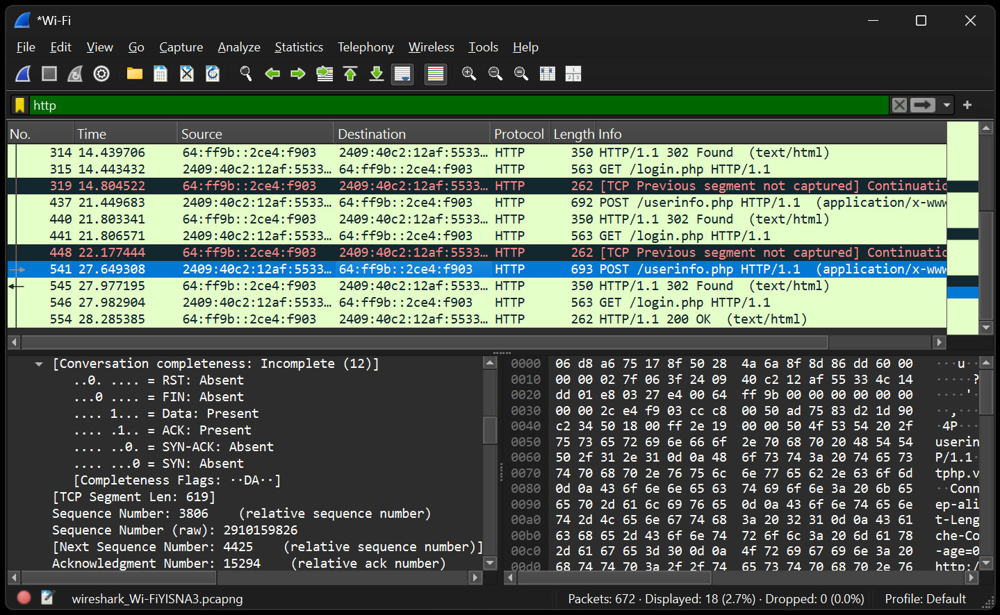 *Wi-Fi
File Edit View Go Capture Analyze Statistics Telephony Wireless Tools Help
http
No. Time Source Destination Protocol Length Info
314 14.439706 64:ff9b::2ce4:f903 2409:40c2:12af:5533… HTTP 350 HTTP/1.1 302 Found (text/html)
315 14.443432 2409:40c2:12af:5533… 64:ff9b::2ce4:f903 HTTP 563 GET /login.php HTTP/1.1
319 14.804522 64:ff9b::2ce4:f903 2409:40c2:12af:5533… HTTP 262 [TCP Previous segment not captured] Continuatio
437 21.449683 2409:40c2:12af:5533… 64:ff9b::2ce4:f903 HTTP 692 POST /userinfo.php HTTP/1.1 (application/x-www
440 21.803341 64:ff9b::2ce4:f903 2409:40c2:12af:5533… HTTP 350 HTTP/1.1 302 Found (text/html)
441 21.806571 2409:40c2:12af:5533… 64:ff9b::2ce4:f903 HTTP 563 GET /login.php HTTP/1.1
448 22.177444 64:ff9b::2ce4:f903 2409:40c2:12af:5533… HTTP 262 [TCP Previous segment not captured] Continuatio
541 27.649308 2409:40c2:12af:5533… 64:ff9b::2ce4:f903 HTTP 693 POST /userinfo.php HTTP/1.1 (application/x-www
545 27.977195 64:ff9b::2ce4:f903 2409:40c2:12af:5533… HTTP 350 HTTP/1.1 302 Found (text/html)
546 27.982904 2409:40c2:12af:5533… 64:ff9b::2ce4:f903 HTTP 563 GET /login.php HTTP/1.1
554 28.285385 64:ff9b::2ce4:f903 2409:40c2:12af:5533… HTTP 262 HTTP/1.1 200 OK (text/html)
[Conversation completeness: Incomplete (12)]
..0. .... = RST: Absent
...0 .... = FIN: Absent
.... 1... = Data: Present
.... .1.. = ACK: Present
.... ..0. = SYN-ACK: Absent
.... ...0 = SYN: Absent
[Completeness Flags: ··DA··]
[TCP Segment Len: 619]
Sequence Number: 3806 (relative sequence number)
Sequence Number (raw): 2910159826
[Next Sequence Number: 4425 (relative sequence number)]
Acknowledgment Number: 15294 (relative ack number)
0000 06 d8 a6 75 17 8f 50 28 4a 6a 8f 8d 86 dd 60 00 ···u··
0010 00 00 02 7f 06 3f 24 09 40 c2 12 af 55 33 4c 14 ·····?
0020 dd 01 e8 03 27 e4 00 64 ff 9b 00 00 00 00 00 00 ····'·
0030 00 00 2c e4 f9 03 cc c8 00 50 ad 75 83 d2 1d 90 ··,···
0040 c2 34 50 18 00 ff 2e 19 00 00 50 4f 53 54 20 2f ·4P···
0050 75 73 65 72 69 6e 66 6f 2e 70 68 70 20 48 54 54 userin
0060 50 2f 31 2e 31 0d 0a 48 6f 73 74 3a 20 74 65 73 P/1.1·
0070 74 70 68 70 2e 76 75 6c 6e 77 65 62 2e 63 6f 6d tphp.v
0080 0d 0a 43 6f 6e 6e 65 63 74 69 6f 6e 3a 20 6b 65 ··Conn
0090 65 70 2d 61 6c 69 76 65 0d 0a 43 6f 6e 74 65 6e ep-ali
00a0 74 2d 4c 65 6e 67 74 68 3a 20 32 31 0d 0a 43 61 t-Leng
00b0 63 68 65 2d 43 6f 6e 74 72 6f 6c 3a 20 6d 61 78 che-Co
00c0 2d 61 67 65 3d 30 0d 0a 4f 72 69 67 69 6e 3a 20 -age=0
00d0 68 74 74 70 3a 2f 2f 74 65 73 74 70 68 70 2e 76 http:/
wireshark_Wi-FiYISNA3.pcapng Packets: 672 · Displayed: 18 (2.7%) · Dropped: 0 (0.0%) Profile: Default